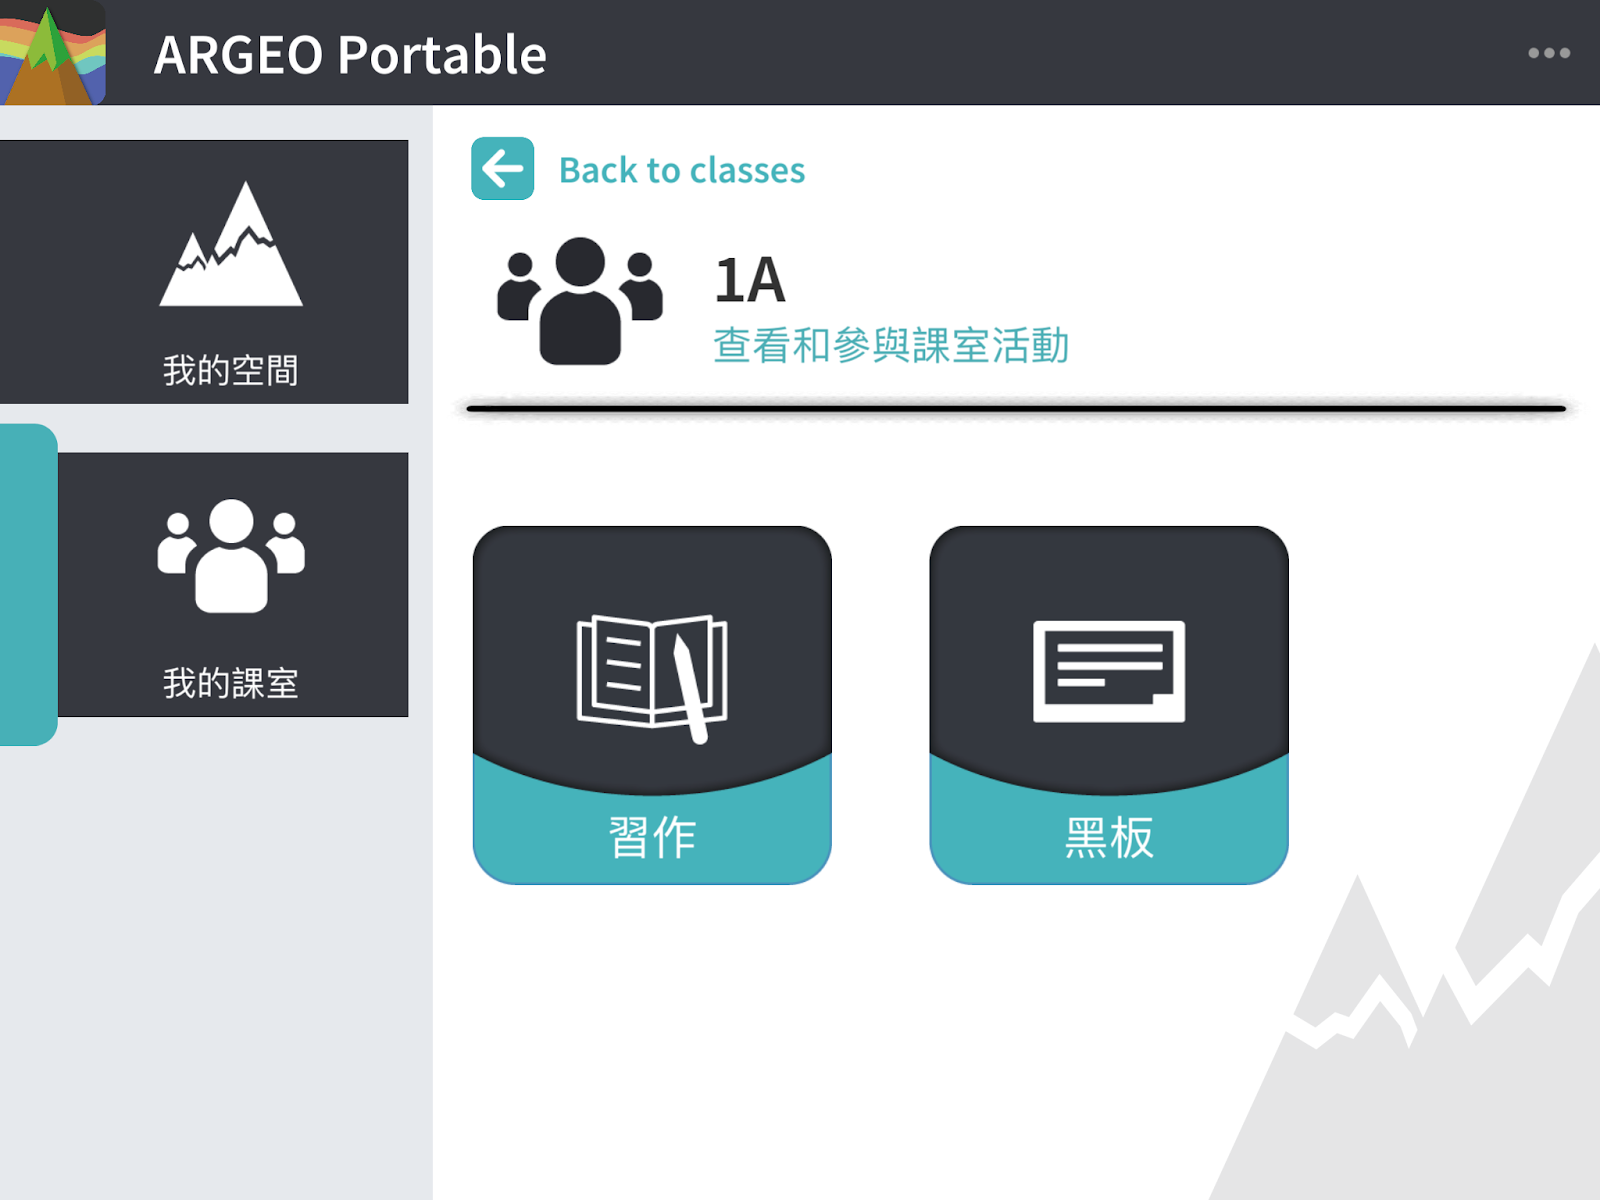 ARGEO Portable
我的空間
我的課室
Back to classes
1A
查看和參與課室活動
習作
黑板